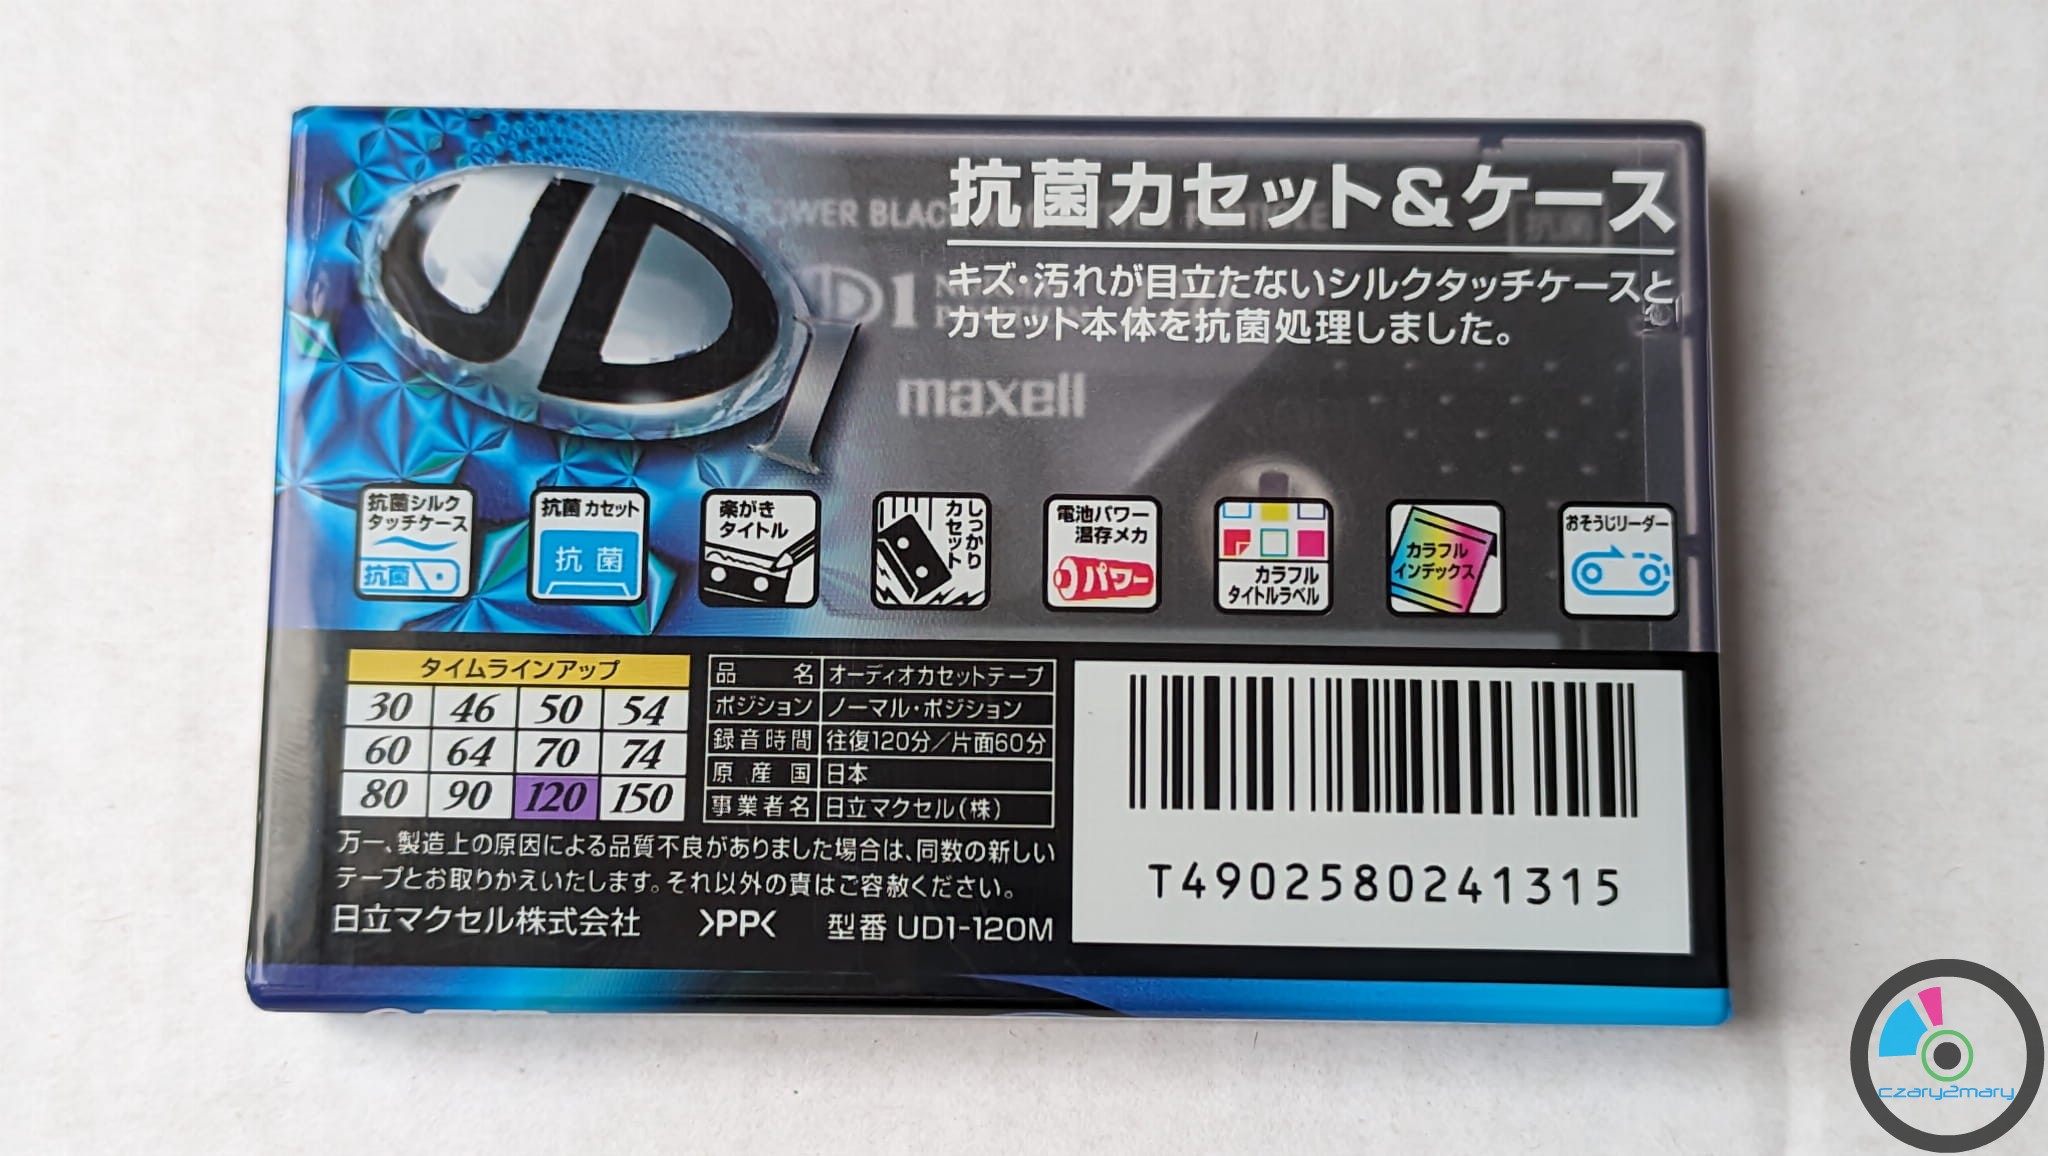 UD I
抗菌カセット&ケース
キズ・汚れが目立たないシルクタッチケースと
カセット本体を抗菌処理しました。
POWER BLAC
抗菌
UD1
maxell
抗菌シルク
タッチケース
抗菌
抗菌カセット
抗菌
楽がき
タイトル
しっかり
カセット
電池パワー
温存メカ
パワー
カラフル
タイトルラベル
カラフル
インデックス
おそうじリーダー
タイムラインアップ
30 46 50 54
60 64 70 74
80 90 120 150
品名 オーディオカセットテープ
ポジション ノーマル・ポジション
録音時間 往復120分/片面60分
原産国 日本
事業者名 日立マクセル(株)
万一、製造上の原因による品質不良がありました場合は、同数の新しい
テープとお取りかえいたします。それ以外の責はご容赦ください。
日立マクセル株式会社 >PP< 型番 UD1-120M
T4902580241315
czary2mary